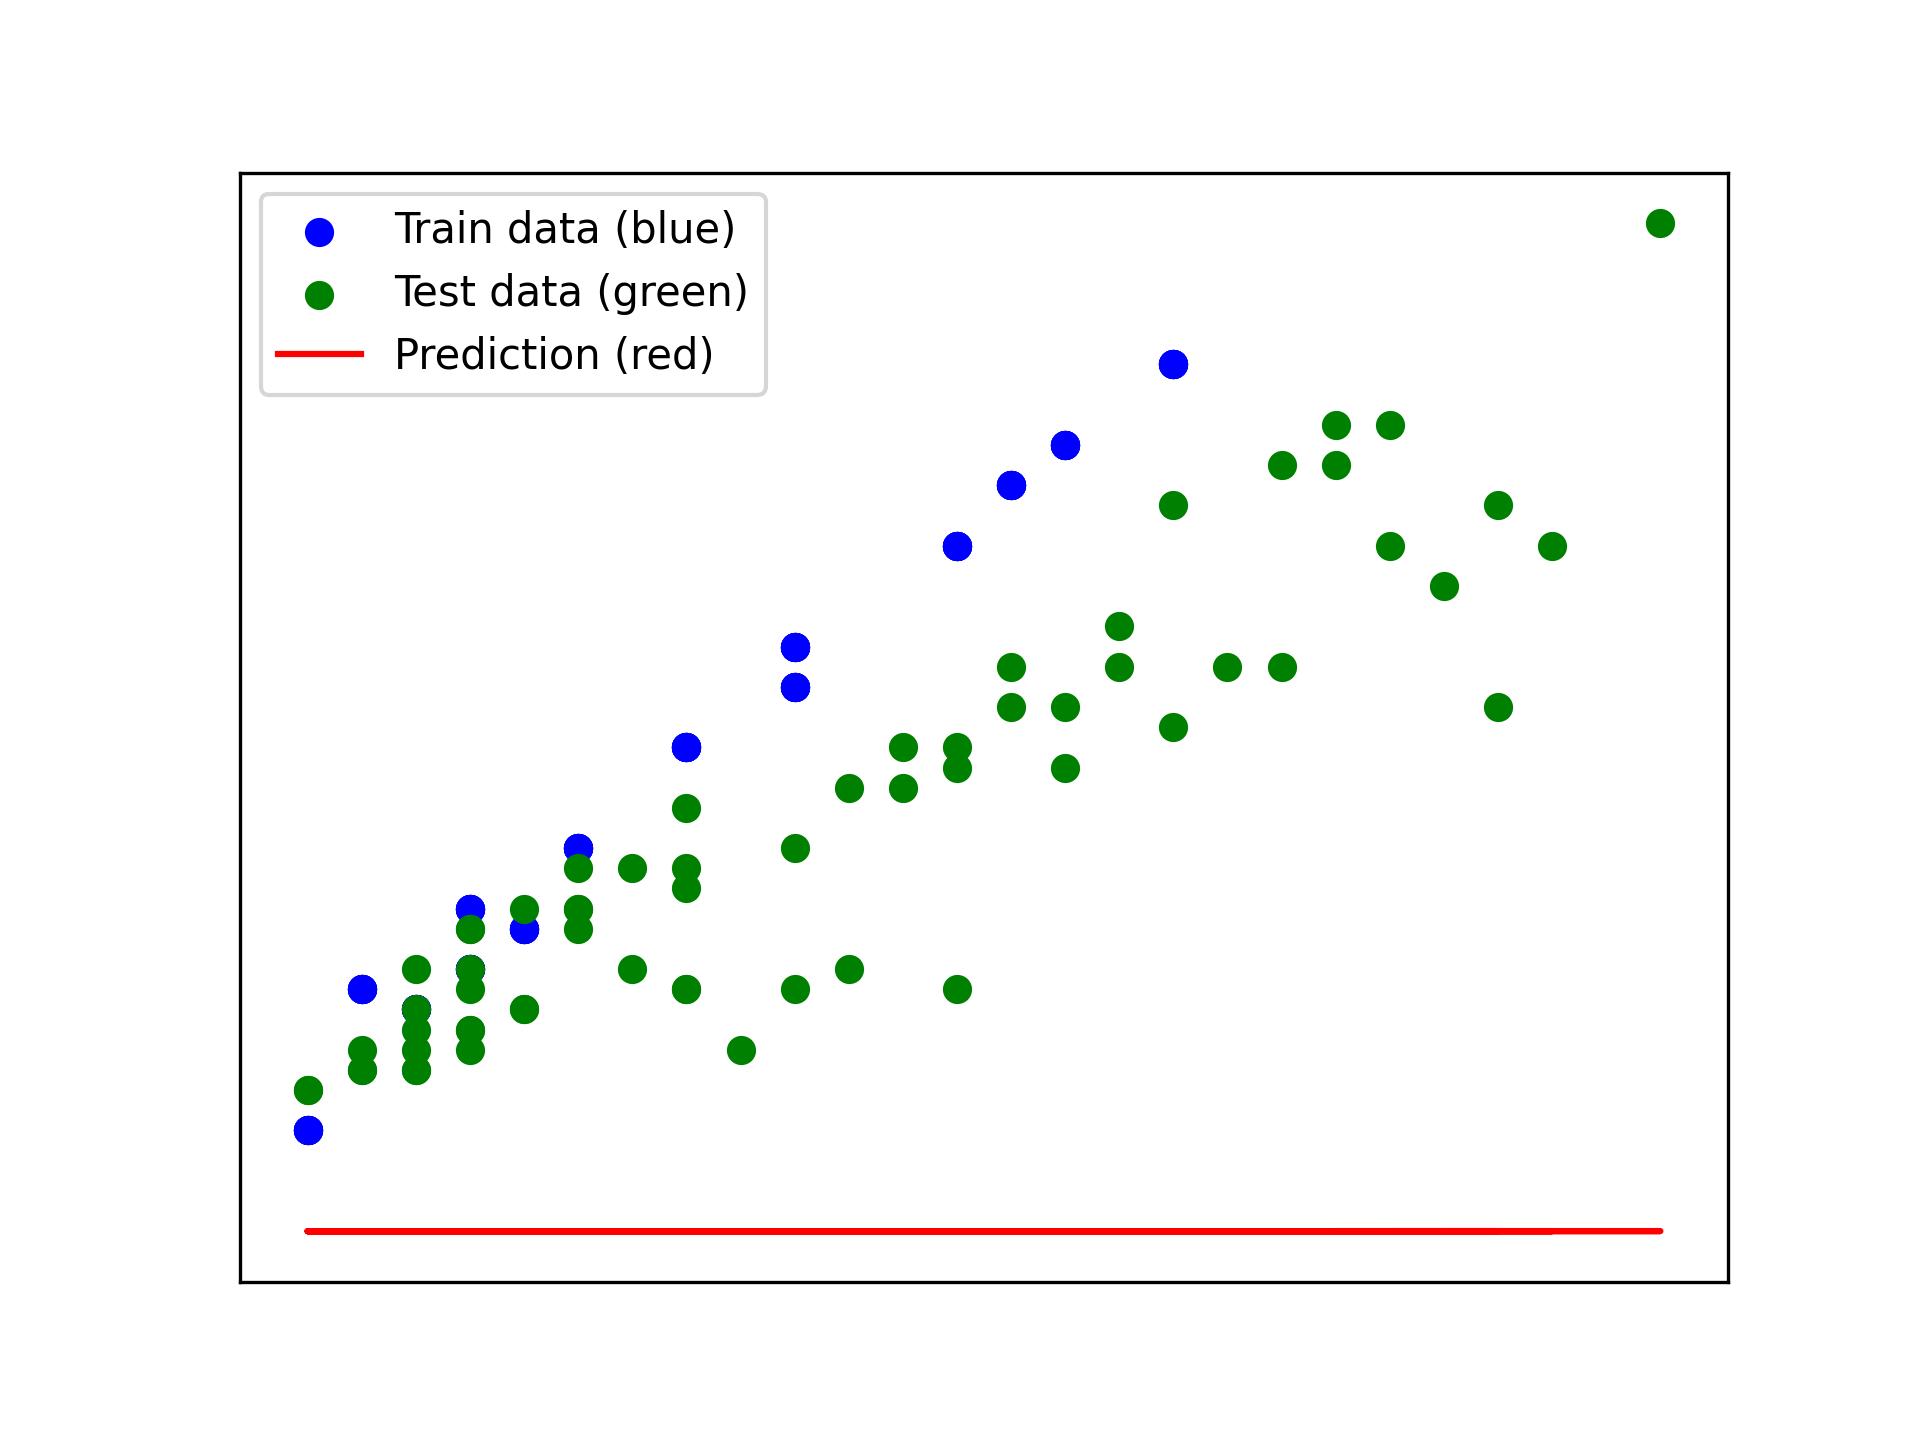 Train data (blue)
Test data (green)
Prediction (red)